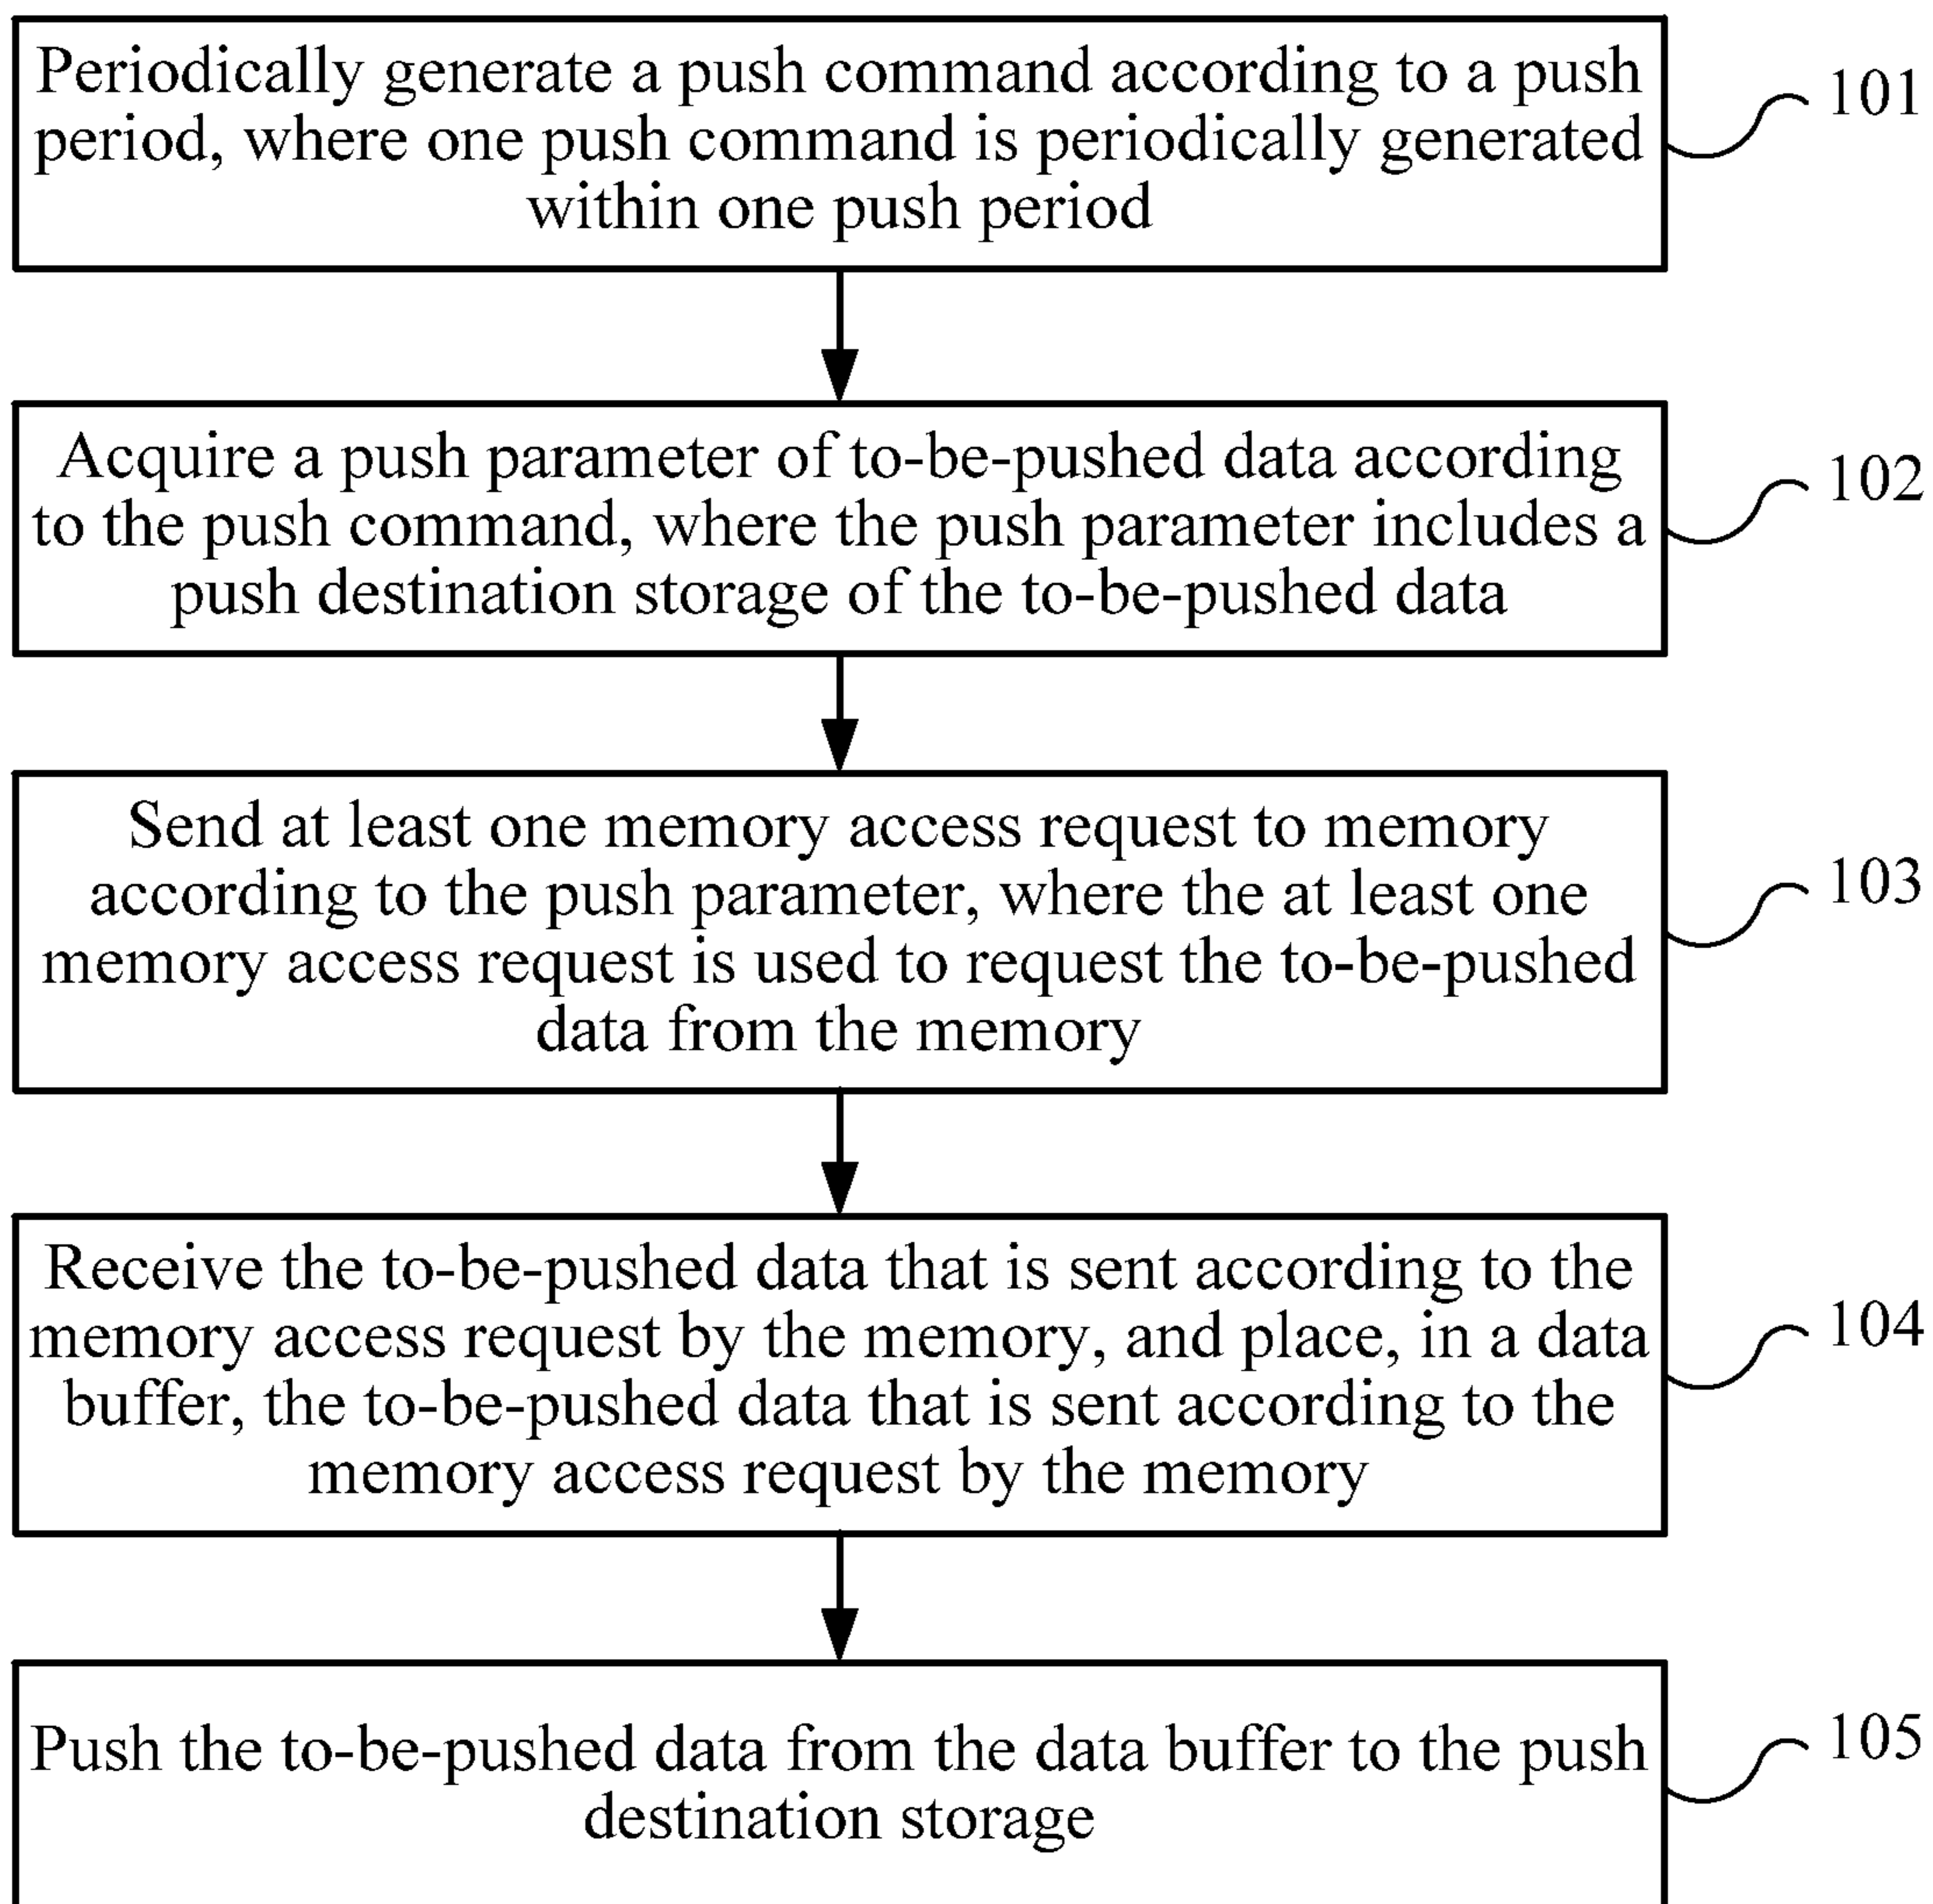 Periodically generate a push command according to a push
period, where one push command is periodically generated
within one push period
101
Acquire a push parameter of to-be-pushed data according
to the push command, where the push parameter includes a
push destination storage of the to-be-pushed data
102
Send at least one memory access request to memory
according to the push parameter, where the at least one
memory access request is used to request the to-be-pushed
data from the memory
103
Receive the to-be-pushed data that is sent according to the
memory access request by the memory, and place, in a data
buffer, the to-be-pushed data that is sent according to the
memory access request by the memory
104
Push the to-be-pushed data from the data buffer to the push
destination storage
105